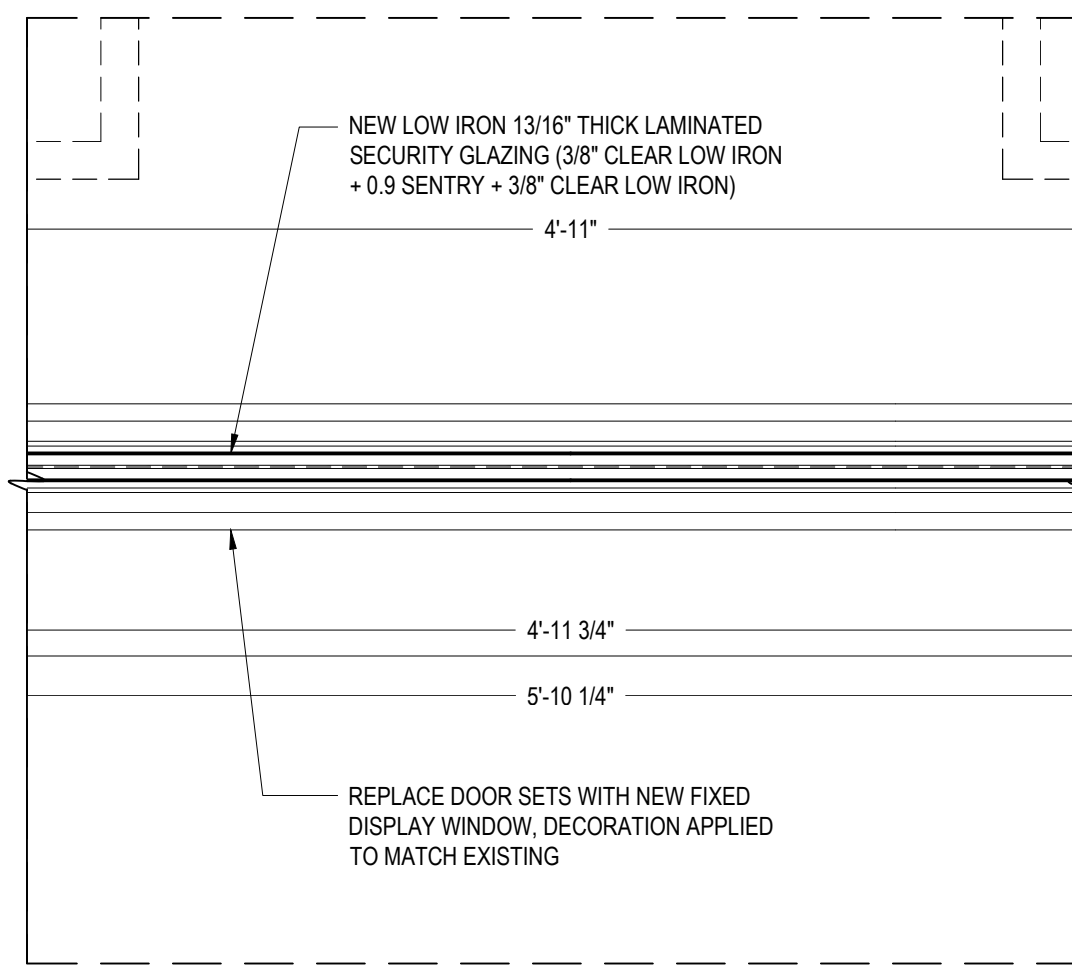 NEW LOW IRON 13/16" THICK LAMINATED
SECURITY GLAZING (3/8" CLEAR LOW IRON
+ 0.9 SENTRY + 3/8" CLEAR LOW IRON)
4'-11"
4'-11 3/4"
5'-10 1/4"
REPLACE DOOR SETS WITH NEW FIXED
DISPLAY WINDOW, DECORATION APPLIED
TO MATCH EXISTING